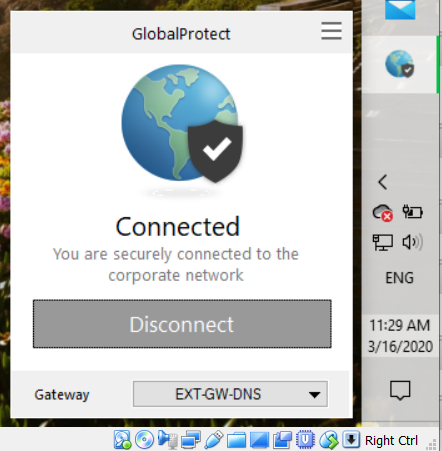 GlobalProtect
Connected
You are securely connected to the
corporate network
Disconnect
Gateway
EXT-GW-DNS
ENG
11:29 AM
3/16/2020
Right Ctrl